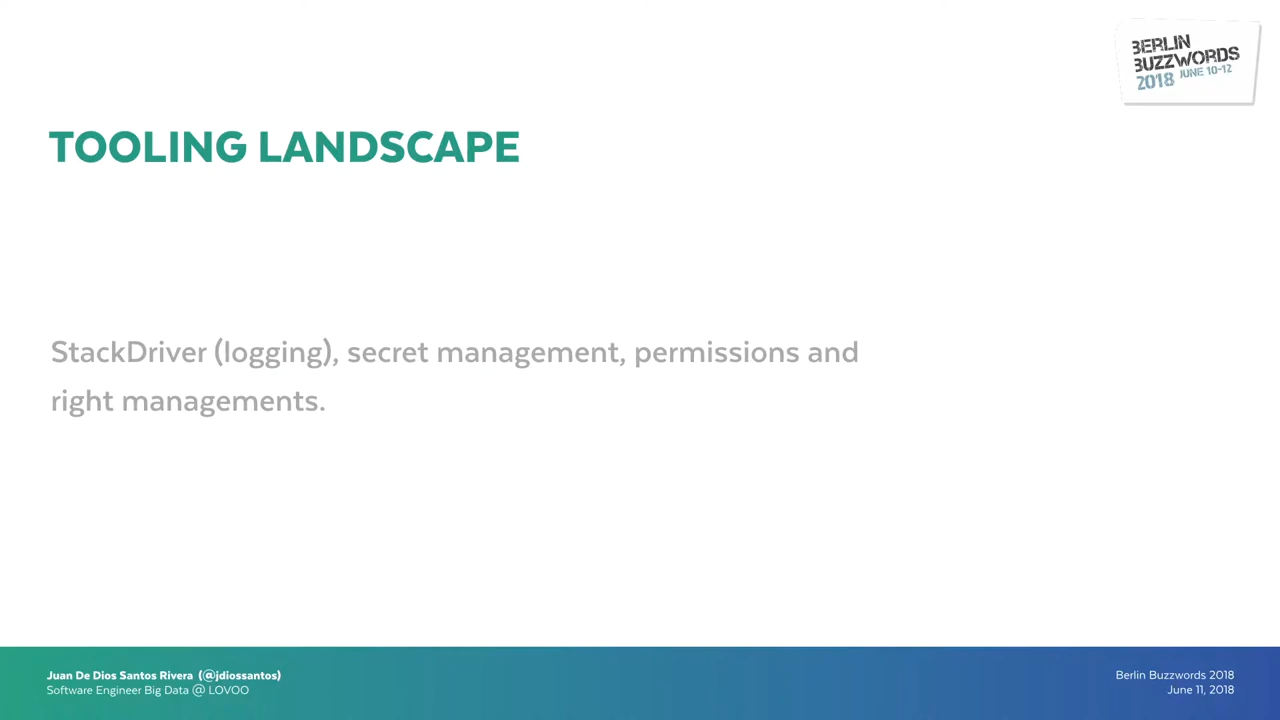 BERLIN
BUZZWORDS
2018 JUNE 10-12
TOOLING LANDSCAPE
StackDriver (logging), secret management, permissions and
right managements.
Juan De Dios Santos Rivera (@jdiossantos)
Software Engineer Big Data @ LOVOO
Berlin Buzzwords 2018
June 11, 2018